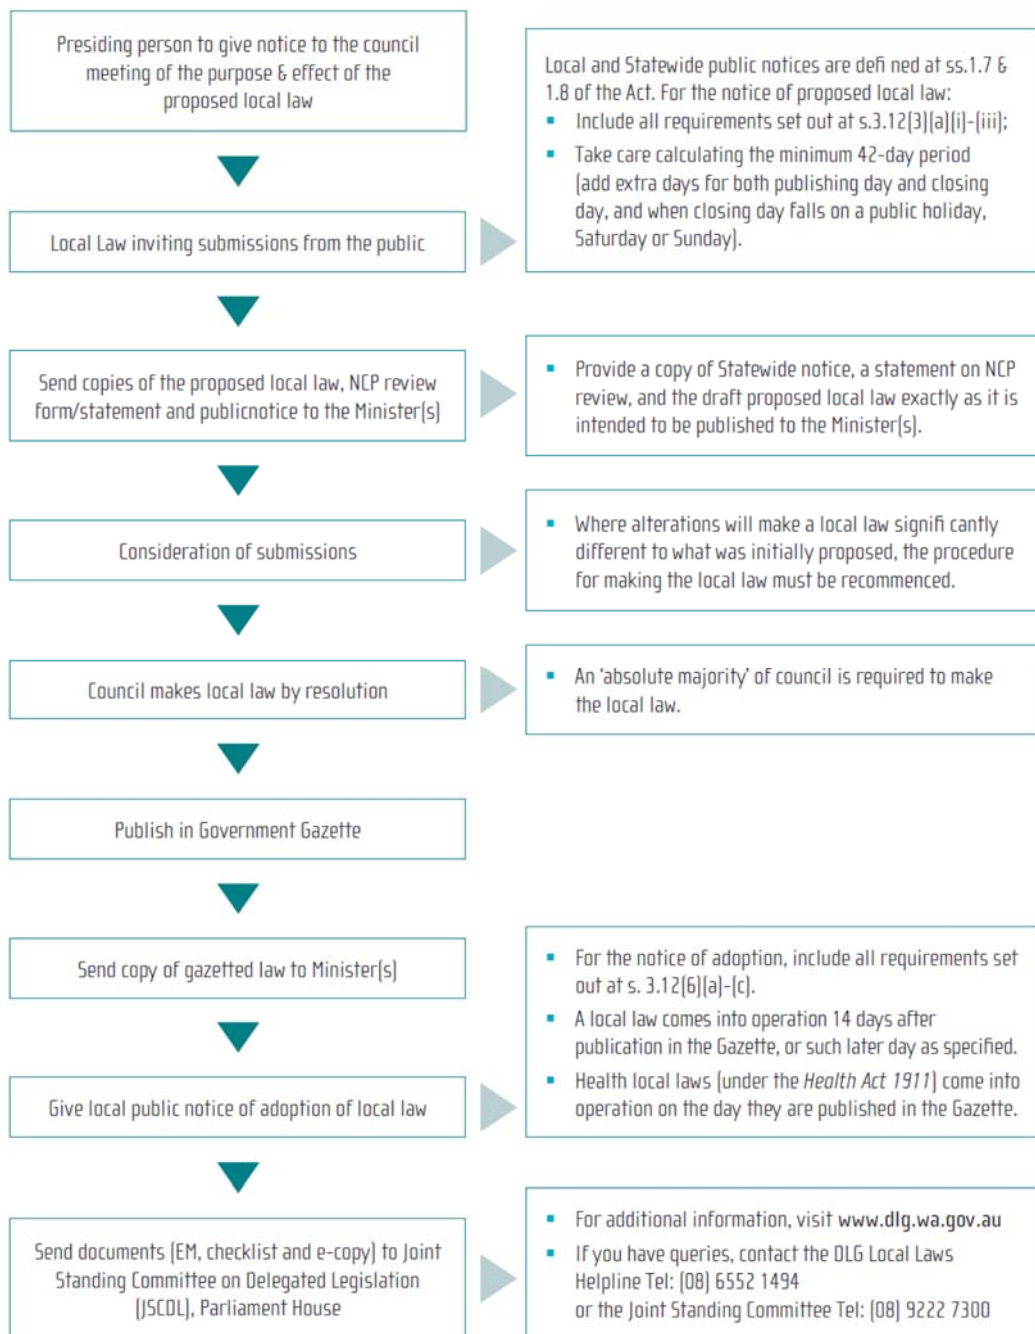 Presiding person to give notice to the council
meeting of the purpose & effect of the
proposed local law
Local and Statewide public notices are defi ned at ss.1.7 &
1.8 of the Act. For the notice of proposed local law:
▪ Include all requirements set out at s.3.12(3)(a)(i)-(iii);
▪ Take care calculating the minimum 42-day period
(add extra days for both publishing day and closing
day, and when closing day falls on a public holiday,
Saturday or Sunday).
Local Law inviting submissions from the public
Send copies of the proposed local law, NCP review
form/statement and publicnotice to the Minister(s)
▪ Provide a copy of Statewide notice, a statement on NCP
review, and the draft proposed local law exactly as it is
intended to be published to the Minister(s).
Consideration of submissions
▪ Where alterations will make a local law signifi cantly
different to what was initially proposed, the procedure
for making the local law must be recommenced.
Council makes local law by resolution
▪ An 'absolute majority' of council is required to make
the local law.
Publish in Government Gazette
Send copy of gazetted law to Minister(s)
▪ For the notice of adoption, include all requirements set
out at s. 3.12(6)(a)-(c).
▪ A local law comes into operation 14 days after
publication in the Gazette, or such later day as specified.
▪ Health local laws (under the Health Act 1911) come into
operation on the day they are published in the Gazette.
Give local public notice of adoption of local law
Send documents (EM, checklist and e-copy) to Joint
Standing Committee on Delegated Legislation
(JSCDL), Parliament House
▪ For additional information, visit www.dlg.wa.gov.au
▪ If you have queries, contact the DLG Local Laws
Helpline Tel: (08) 6552 1494
or the Joint Standing Committee Tel: (08) 9222 7300